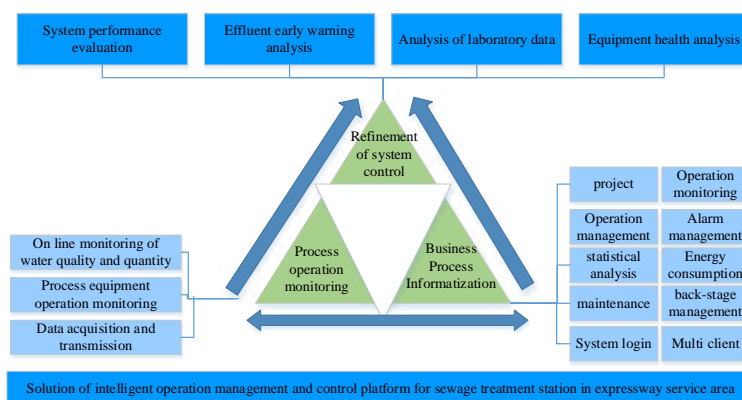 System performance
evaluation
Effluent early warning
analysis
Analysis of laboratory data
Equipment health analysis
Refinement
of system
control
Process
operation
monitoring
Business
Process
Informatization
On line monitoring of
water quality and quantity
Process equipment
operation monitoring
Data acquisition and
transmission
project
Operation
monitoring
Operation
management
Alarm
management
statistical
analysis
Energy
consumption
maintenance
back-stage
management
System login
Multi client
Solution of intelligent operation management and control platform for sewage treatment station in expressway service area